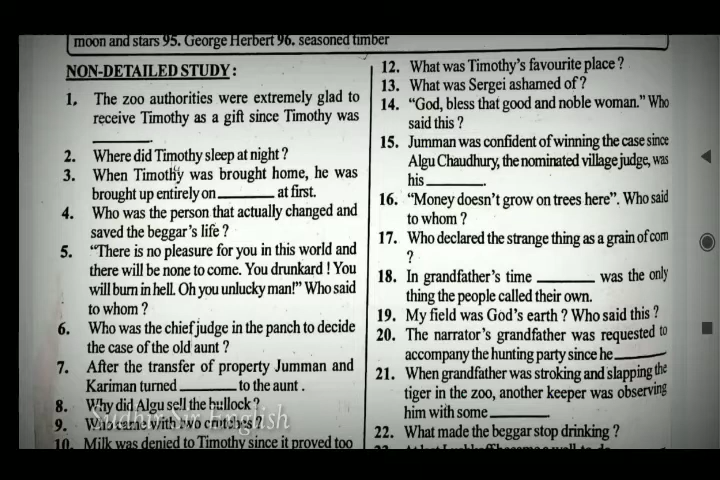 moon and stars 95. George Herbert 96. seasoned timber
NON-DETAILED STUDY :
1. The zoo authorities were extremely glad to
receive Timothy as a gift since Timothy was
________.
2. Where did Timothy sleep at night ?
3. When Timothy was brought home, he was
brought up entirely on ________ at first.
4. Who was the person that actually changed and
saved the beggar's life ?
5. "There is no pleasure for you in this world and
there will be none to come. You drunkard ! You
will burn in hell. Oh you unlucky man!" Who said
to whom ?
6. Who was the chief judge in the panch to decide
the case of the old aunt ?
7. After the transfer of property Jumman and
Kariman turned ________ to the aunt .
8. Why did Algu sell the bullock ?
9. Who came with two crutches ?
Sudhir Sir English
10. Milk was denied to Timothy since it proved too
12. What was Timothy's favourite place ?
13. What was Sergei ashamed of ?
14. "God, bless that good and noble woman." Who
said this ?
15. Jumman was confident of winning the case since
Algu Chaudhury, the nominated village judge, was
his ________.
16. "Money doesn't grow on trees here". Who said
to whom ?
17. Who declared the strange thing as a grain of corn
?
18. In grandfather's time ________ was the only
thing the people called their own.
19. My field was God's earth ? Who said this ?
20. The narrator's grandfather was requested to
accompany the hunting party since he ________
21. When grandfather was stroking and slapping the
tiger in the zoo, another keeper was observing
him with some ________.
22. What made the beggar stop drinking ?